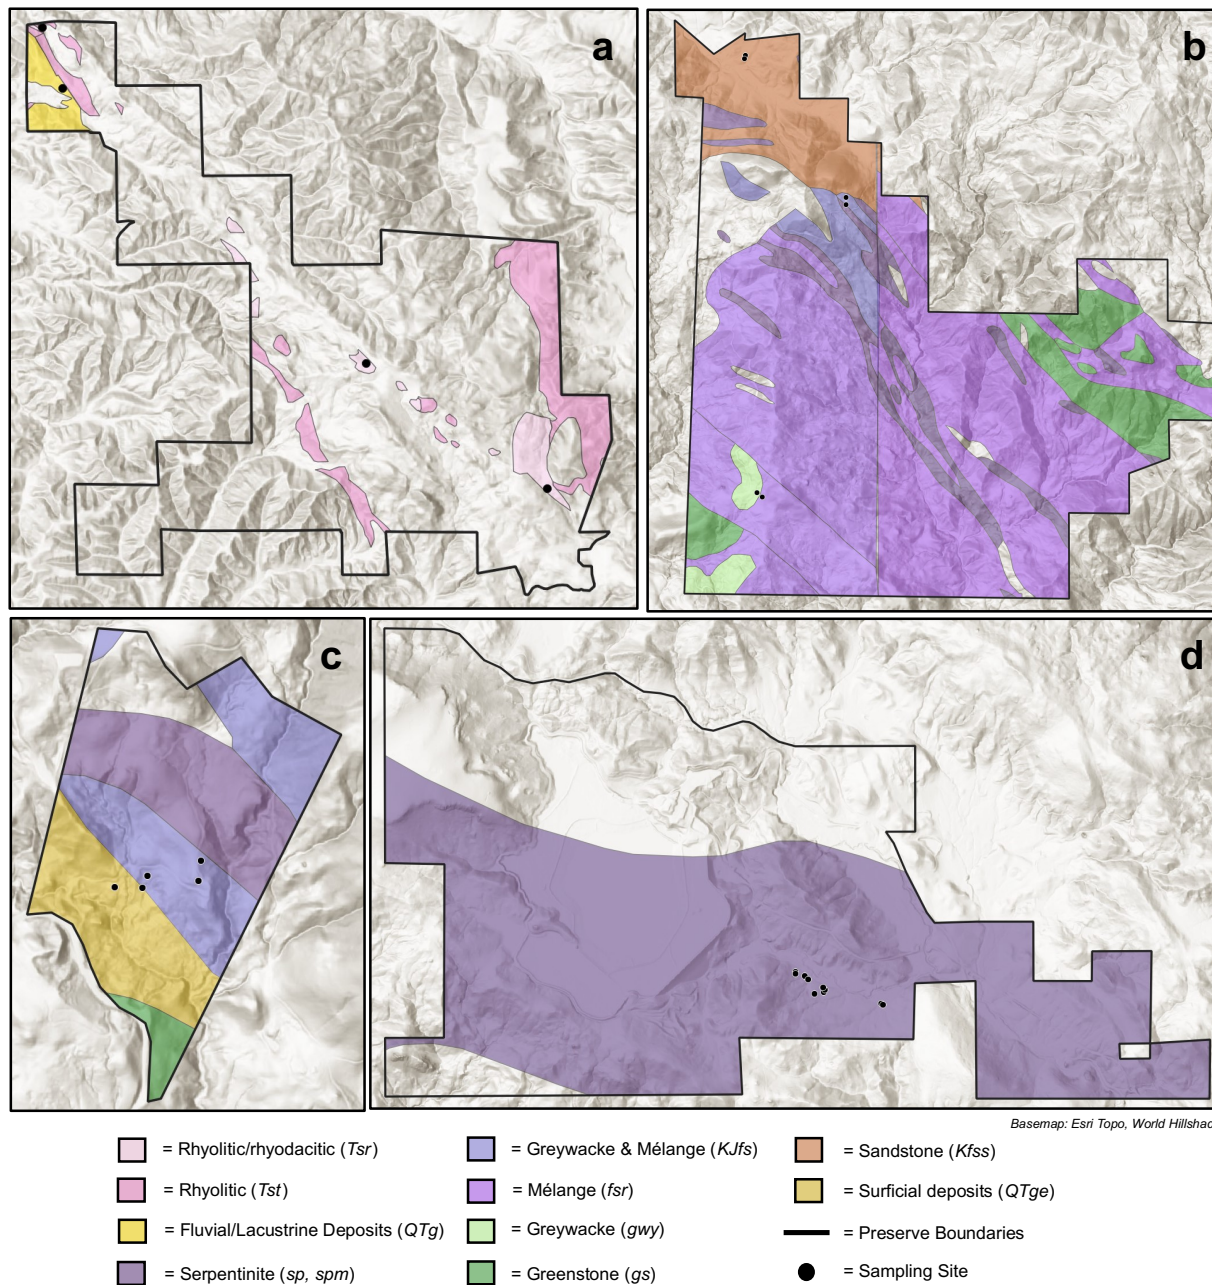 a
b
c
d
Basemap: Esri Topo, World Hillshad
= Rhyolitic/rhyodacitic (Tsr)
= Rhyolitic (Tst)
= Fluvial/Lacustrine Deposits (QTg)
= Serpentinite (sp, spm)
= Greywacke & Mélange (KJfs)
= Mélange (fsr)
= Greywacke (gwy)
= Greenstone (gs)
= Sandstone (Kfss)
= Surficial deposits (QTge)
= Preserve Boundaries
= Sampling Site